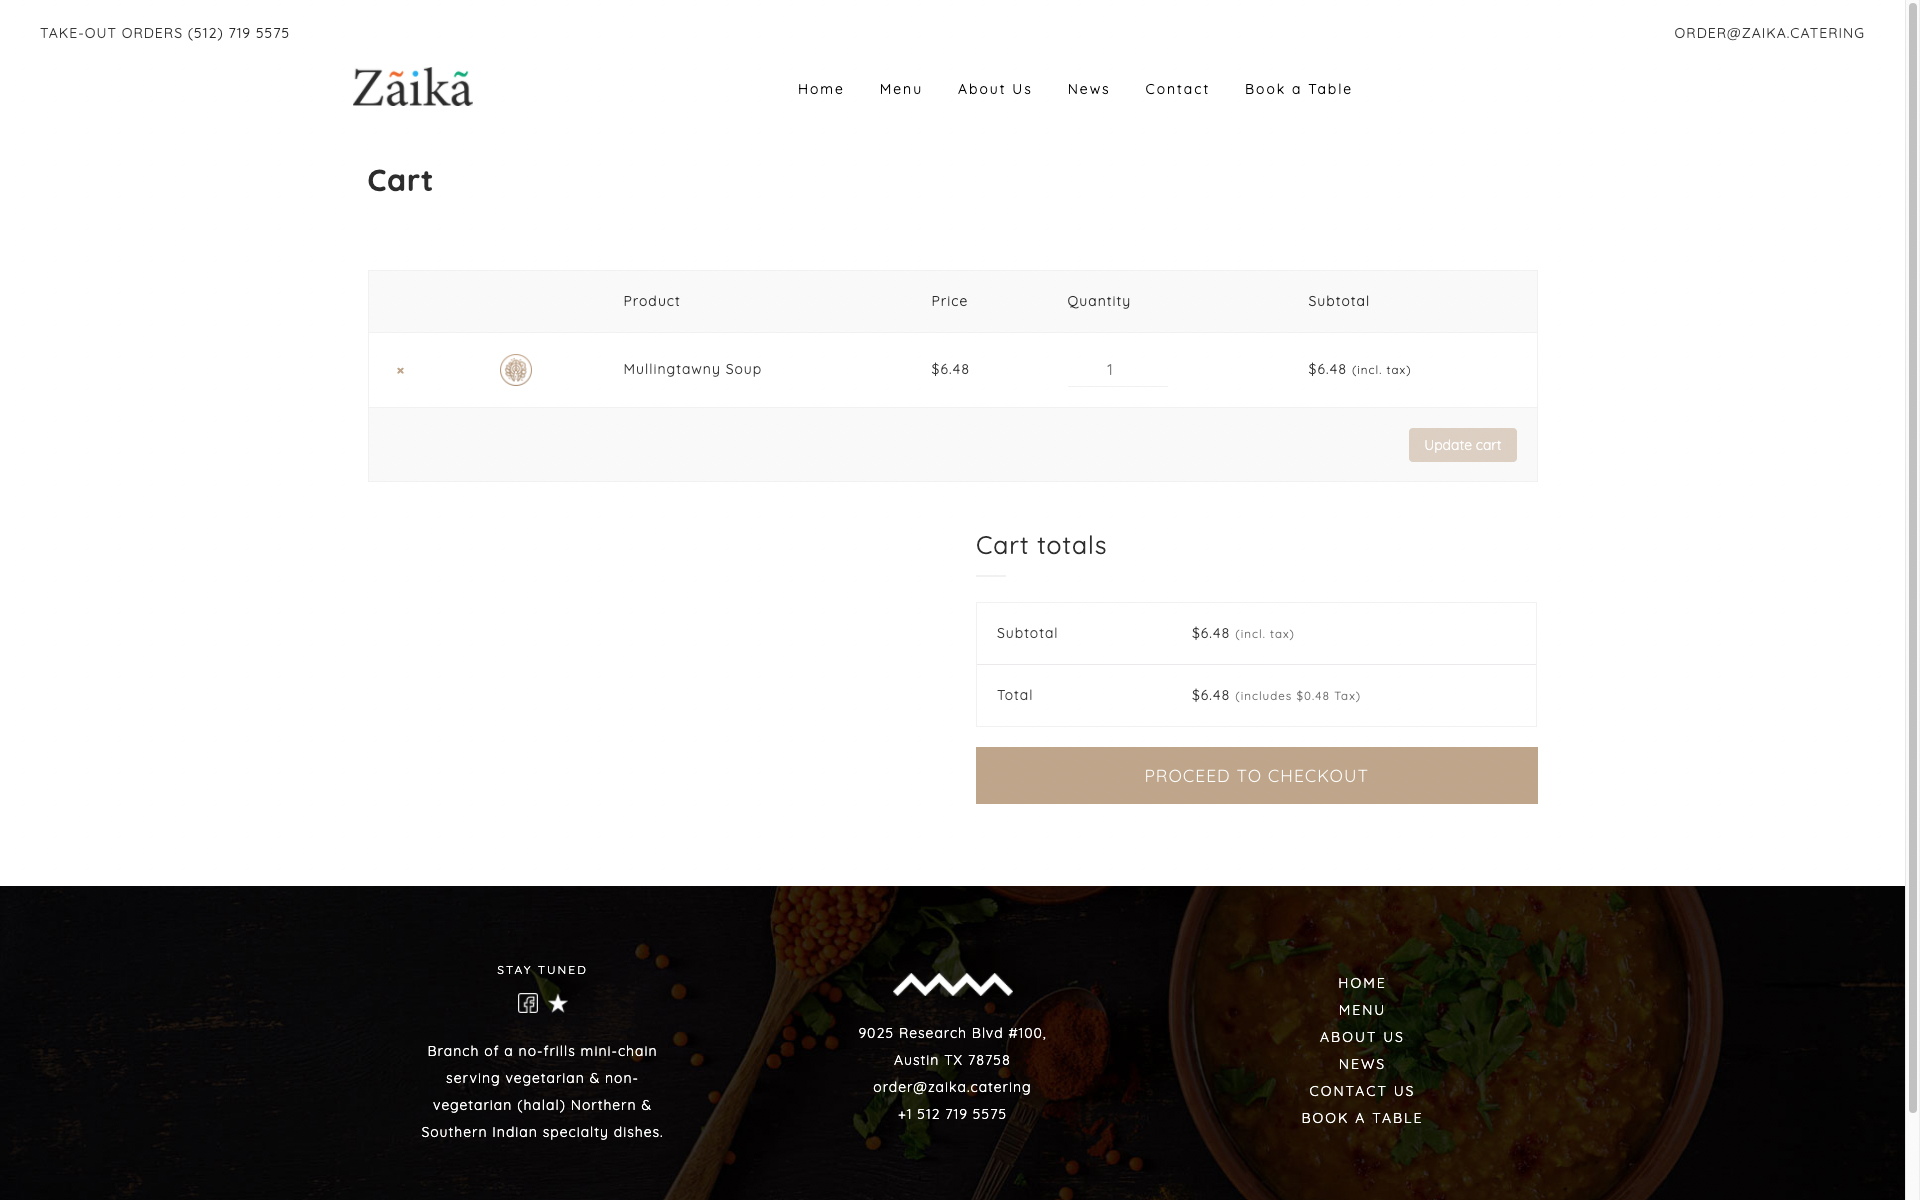 TAKE-OUT ORDERS (512) 719 5575
ORDER@ZAIKA.CATERING
Zãikã
Home
Menu
About Us
News
Contact
Book a Table
Cart
Product Price Quantity Subtotal
× Mullingtawny Soup $6.48 1 $6.48 (incl. tax)
Update cart
Cart totals
Subtotal $6.48 (incl. tax)
Total $6.48 (includes $0.48 Tax)
PROCEED TO CHECKOUT
STAY TUNED
Branch of a no-frills mini-chain
serving vegetarian & non-
vegetarian (halal) Northern &
Southern Indian specialty dishes.
9025 Research Blvd #100,
Austin TX 78758
order@zaika.catering
+1 512 719 5575
HOME
MENU
ABOUT US
NEWS
CONTACT US
BOOK A TABLE